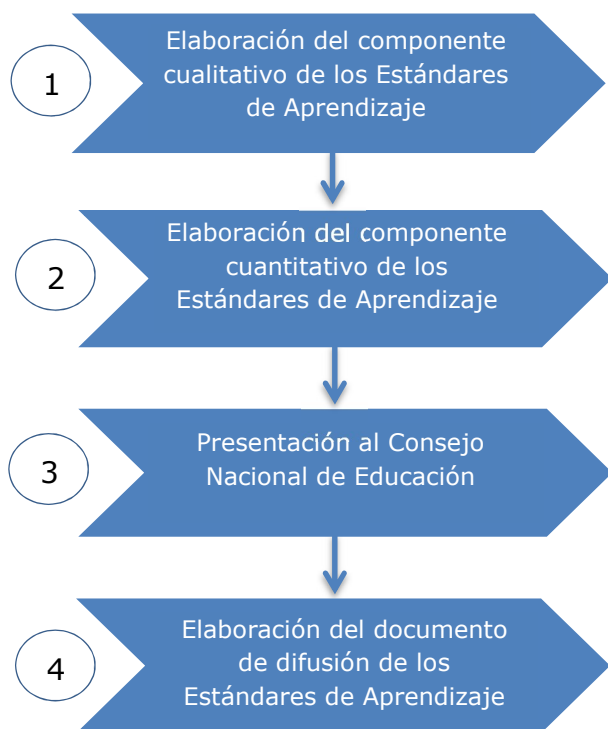 1
Elaboración del componente
cualitativo de los Estándares
de Aprendizaje
2
Elaboración del componente
cuantitativo de los
Estándares de Aprendizaje
3
Presentación al Consejo
Nacional de Educación
4
Elaboración del documento
de difusión de los
Estándares de Aprendizaje